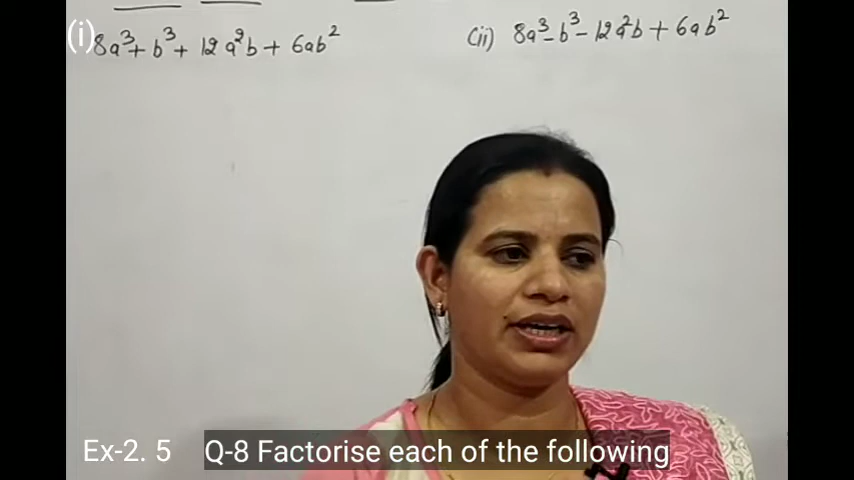 (i) 8a³+ b³ + 12a²b + 6ab²
(ii) 8a³-b³-12a²b + 6ab²
Ex-2. 5 Q-8 Factorise each of the following